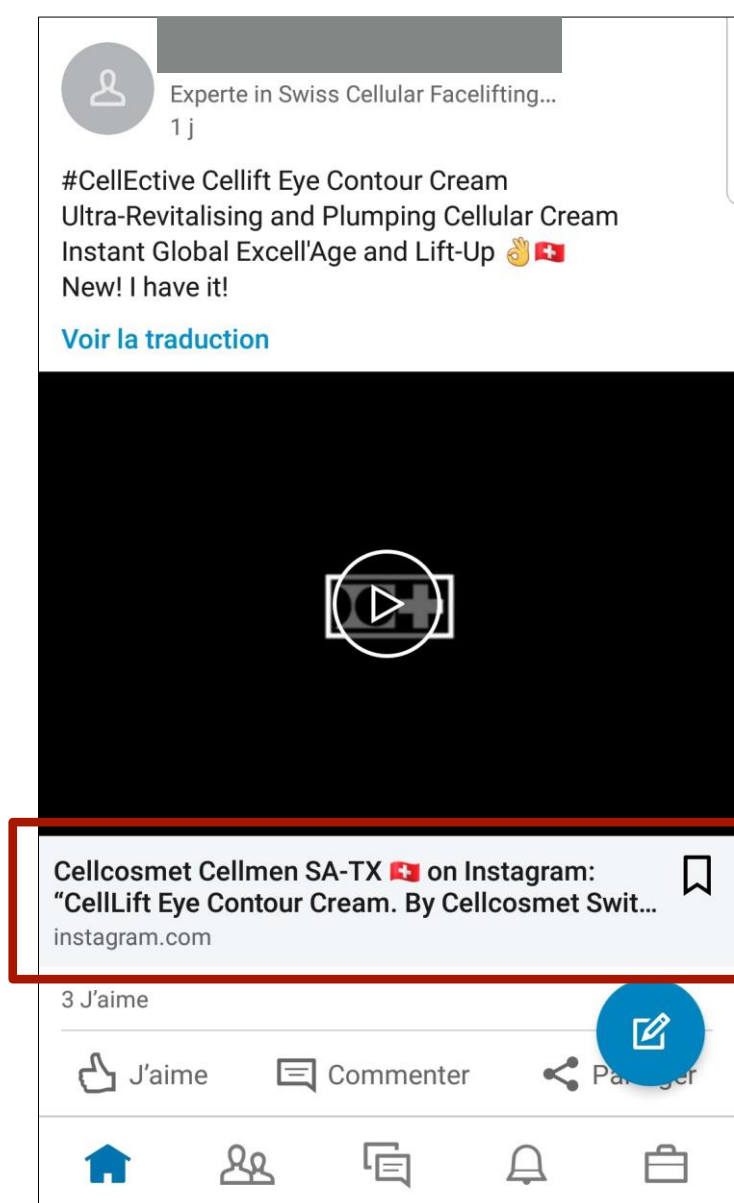 Experte in Swiss Cellular Facelifting...
1 j
#CellEctive Cellift Eye Contour Cream
Ultra-Revitalising and Plumping Cellular Cream
Instant Global Excell'Age and Lift-Up 👌🇨🇭
New! I have it!
Voir la traduction
Cellcosmet Cellmen SA-TX 🇨🇭 on Instagram:
“CellLift Eye Contour Cream. By Cellcosmet Swit...
instagram.com
3 J’aime
J’aime Commenter